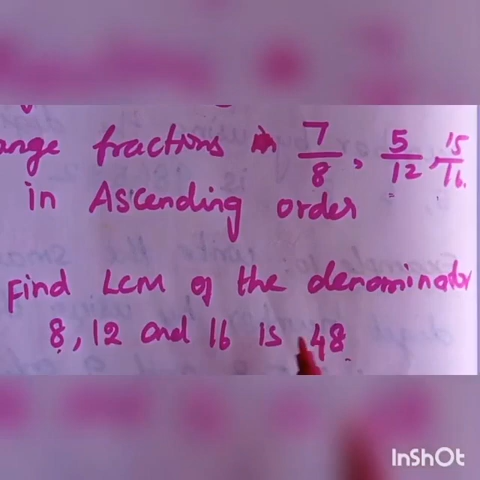 ange fractions in 7/8, 5/12, 15/16.
in Ascending order
Find LCM of the denominator
8, 12 and 16 is 48
InShOt